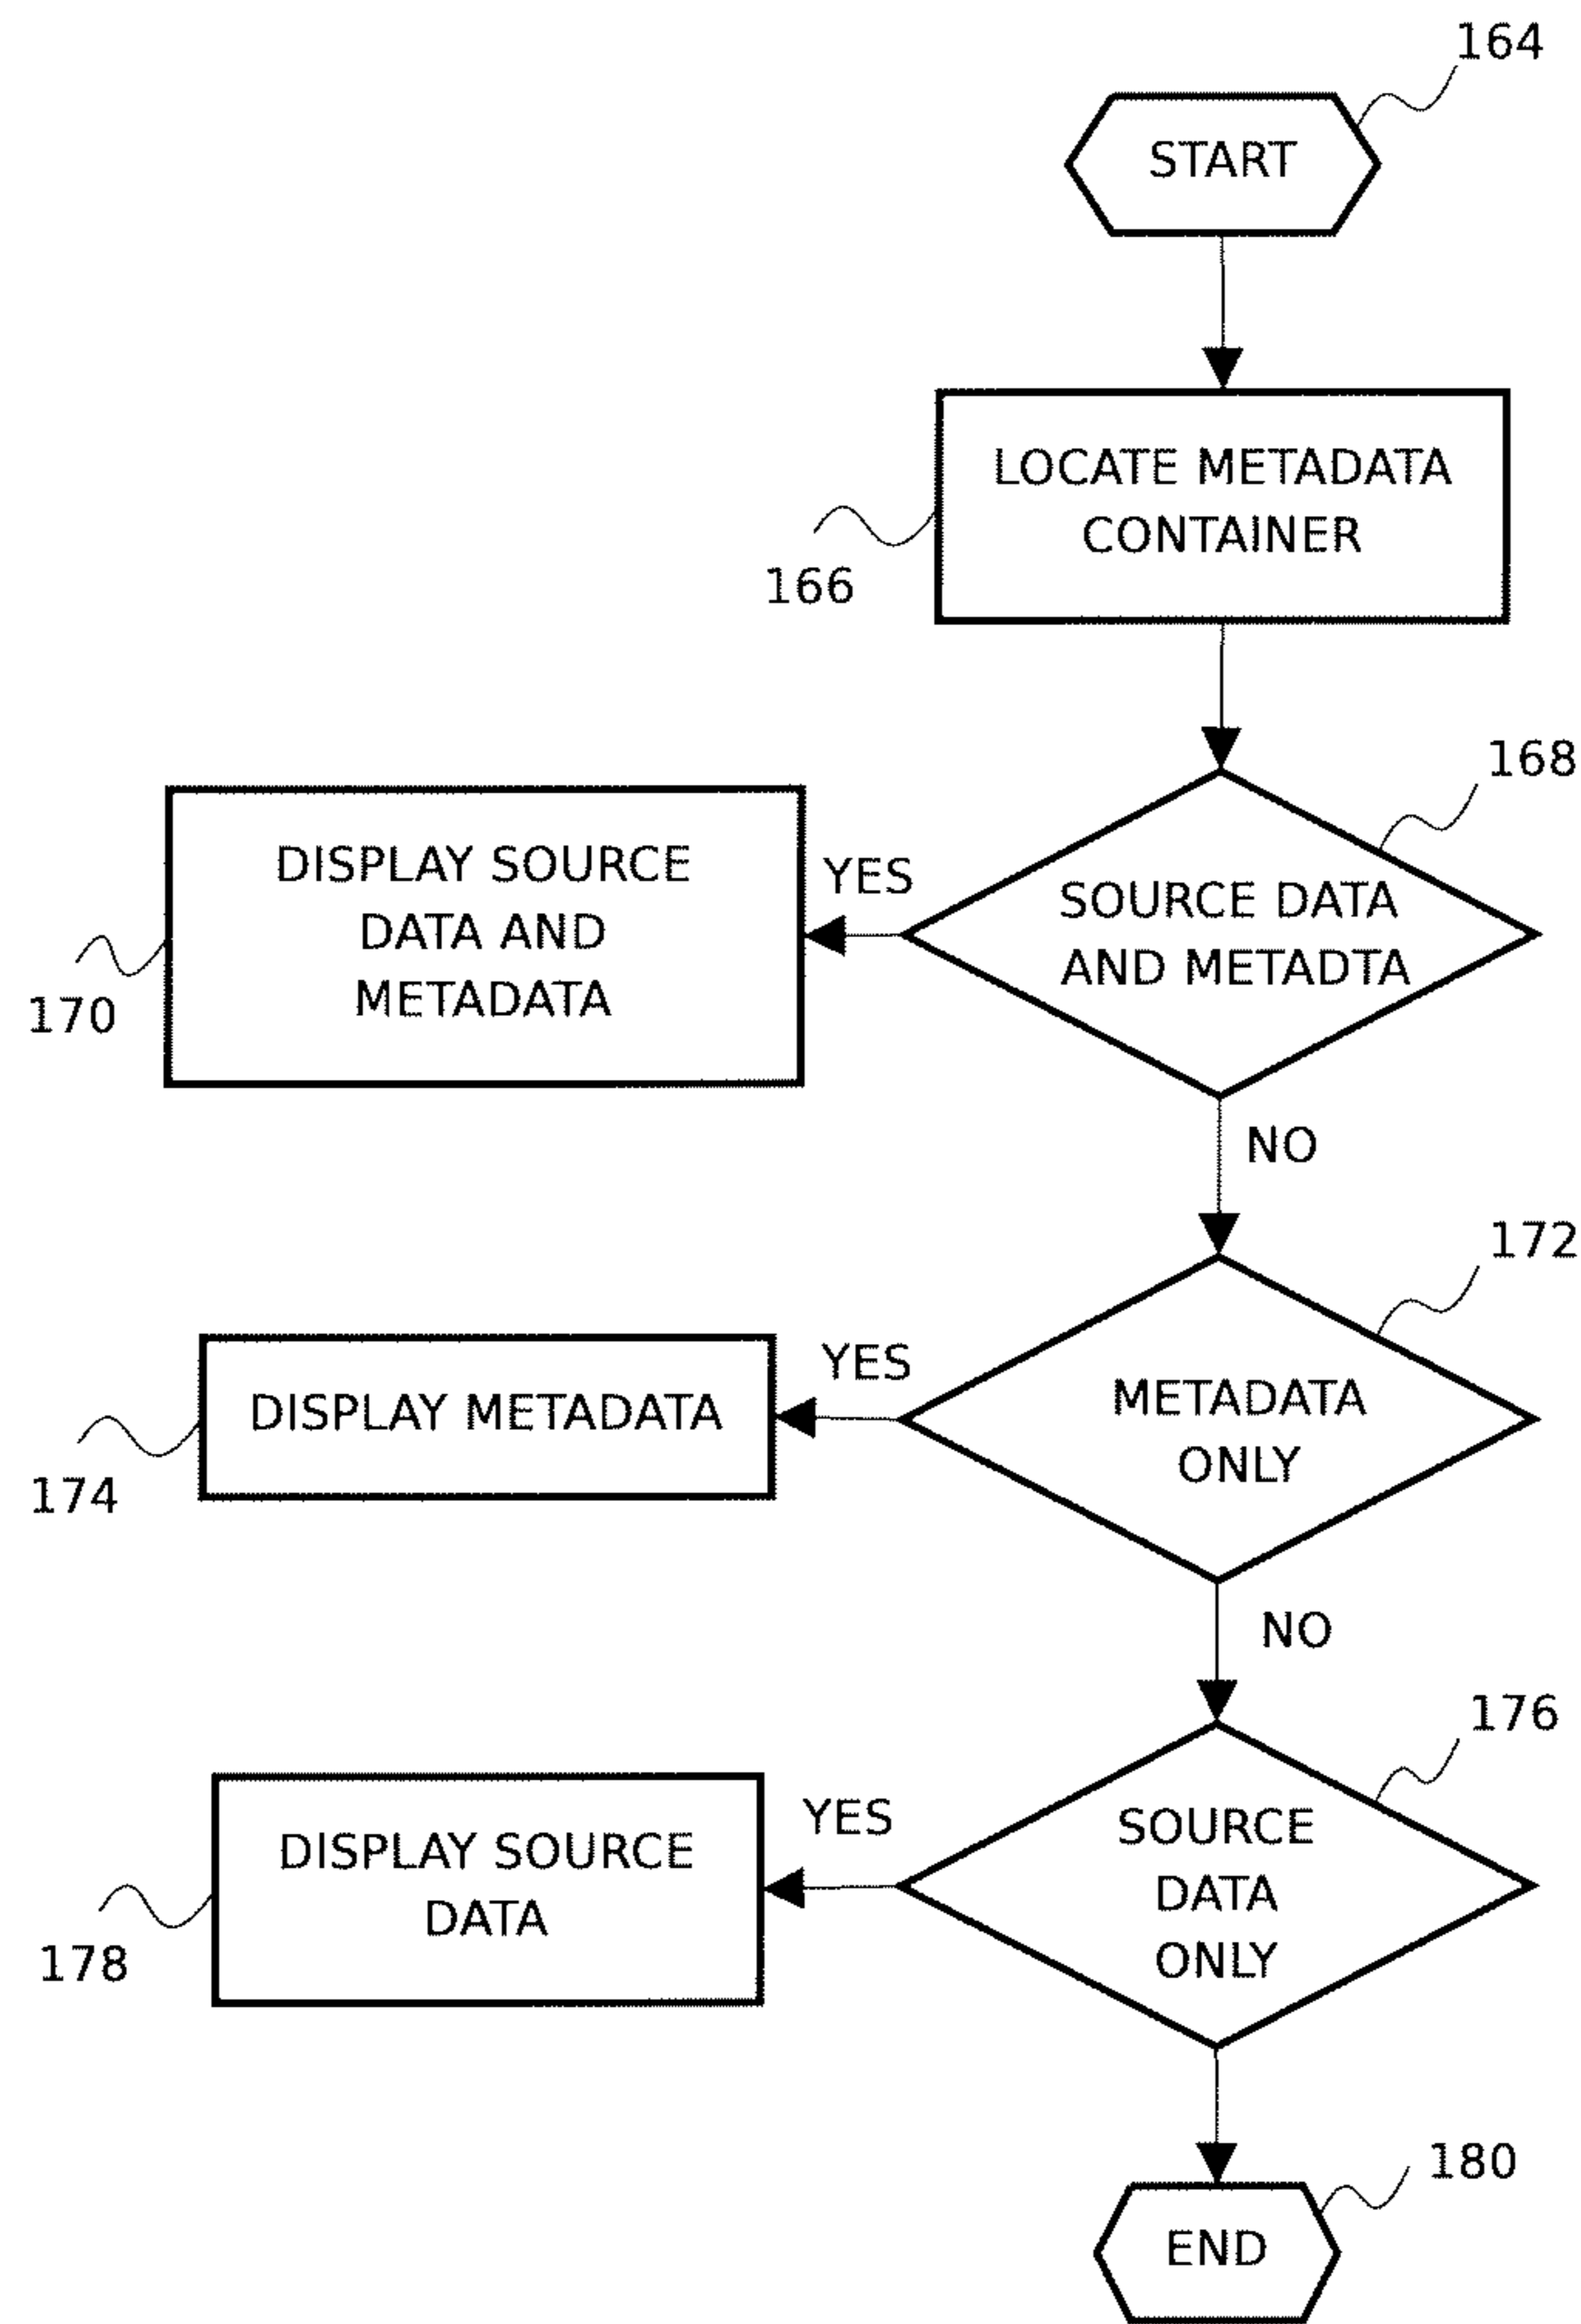 164
START
LOCATE METADATA
CONTAINER
166
168
DISPLAY SOURCE
DATA AND
METADATA
YES
SOURCE DATA
AND METADTA
170
NO
172
DISPLAY METADATA
YES
METADATA
ONLY
174
NO
176
DISPLAY SOURCE
DATA
YES
SOURCE
DATA
ONLY
178
180
END